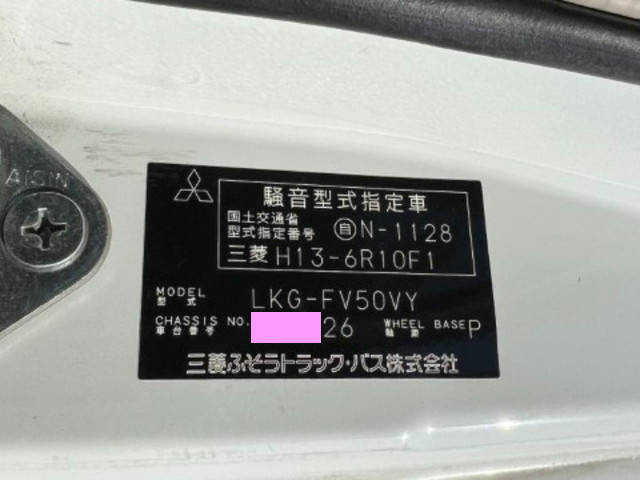 AISIN
騒音型式指定車
国土交通省
型式指定番号 自 N-1128
三菱 H13-6R10F1
MODEL
型式 LKG-FV50VY
CHASSIS NO. 26 WHEEL BASE P
車台番号 軸距
三菱ふそうトラック・バス株式会社